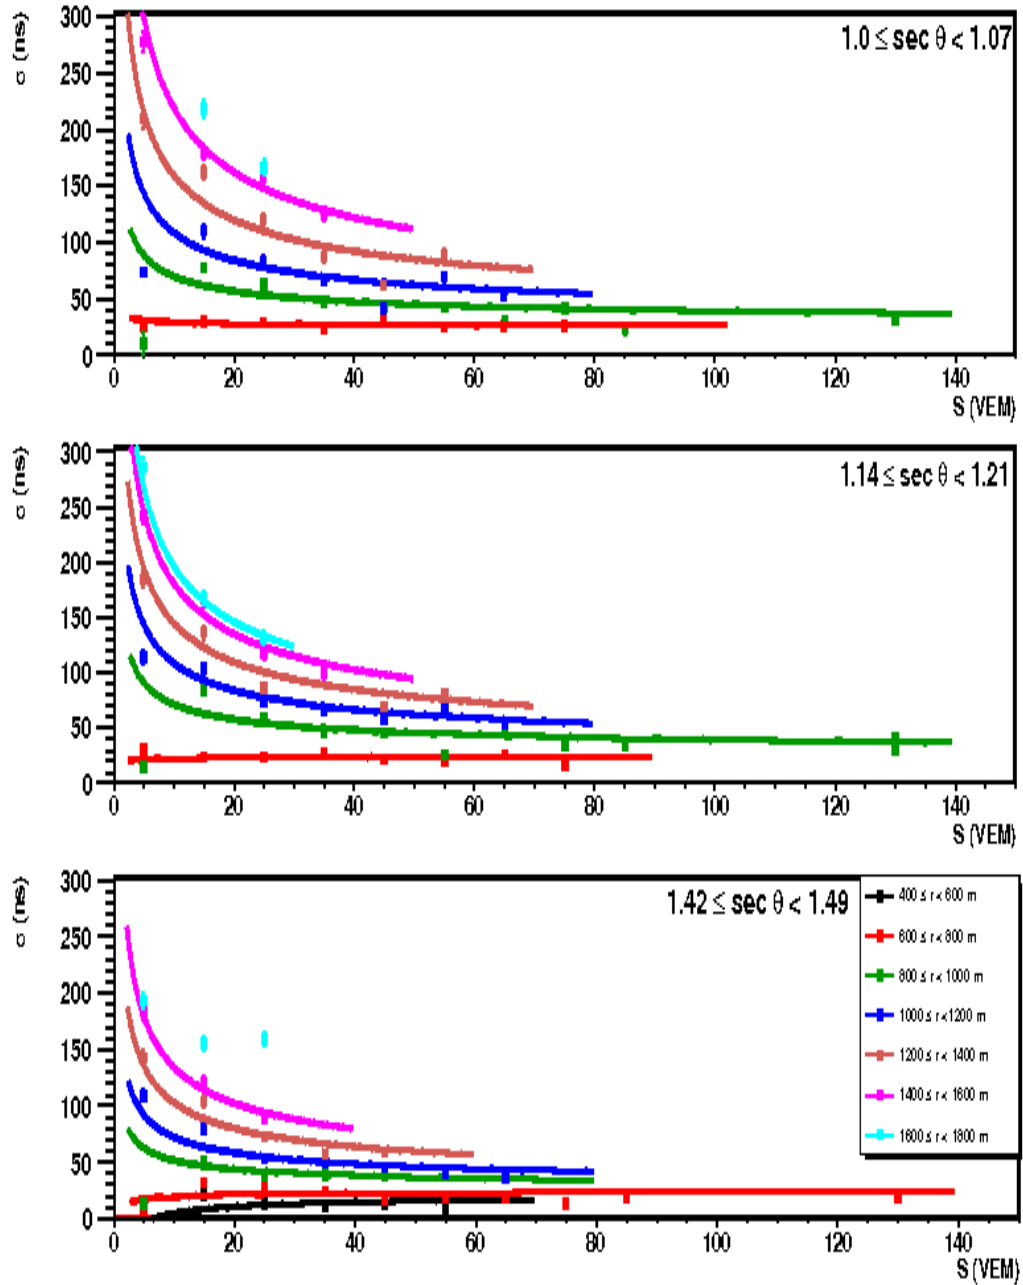 σ (ns)
1.0 ≤ sec θ < 1.07
300
250
200
150
100
50
0
0 20 40 60 80 100 120 140
S (VEM)
σ (ns)
1.14 ≤ sec θ < 1.21
300
250
200
150
100
50
0
0 20 40 60 80 100 120 140
S (VEM)
σ (ns)
1.42 ≤ sec θ < 1.49
300
250
200
150
100
50
0
0 20 40 60 80 100 120 140
S (VEM)
400 ≤ r < 600 m
600 ≤ r < 800 m
800 ≤ r < 1000 m
1000 ≤ r <1200 m
1200 ≤ r < 1400 m
1400 ≤ r < 1600 m
1600 ≤ r < 1800 m